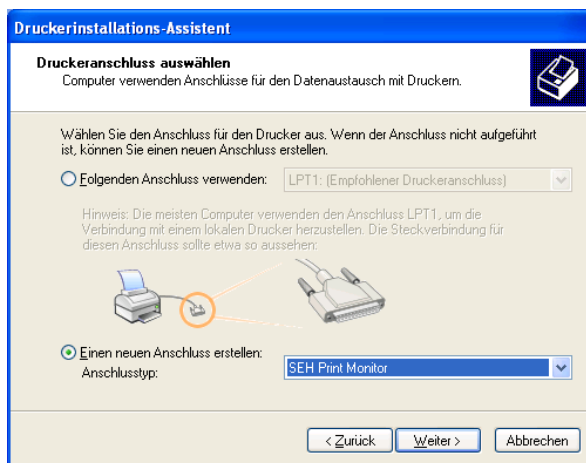 Druckerinstallations-Assistent
Druckeranschluss auswählen
Computer verwenden Anschlüsse für den Datenaustausch mit Druckern.
Wählen Sie den Anschluss für den Drucker aus. Wenn der Anschluss nicht aufgeführt
ist, können Sie einen neuen Anschluss erstellen.
Folgenden Anschluss verwenden: LPT1: (Empfohlener Druckeranschluss)
Hinweis: Die meisten Computer verwenden den Anschluss LPT1, um die
Verbindung mit einem lokalen Drucker herzustellen. Die Steckverbindung für
diesen Anschluss sollte etwa so aussehen:
Einen neuen Anschluss erstellen:
Anschlusstyp: SEH Print Monitor
< Zurück Weiter > Abbrechen